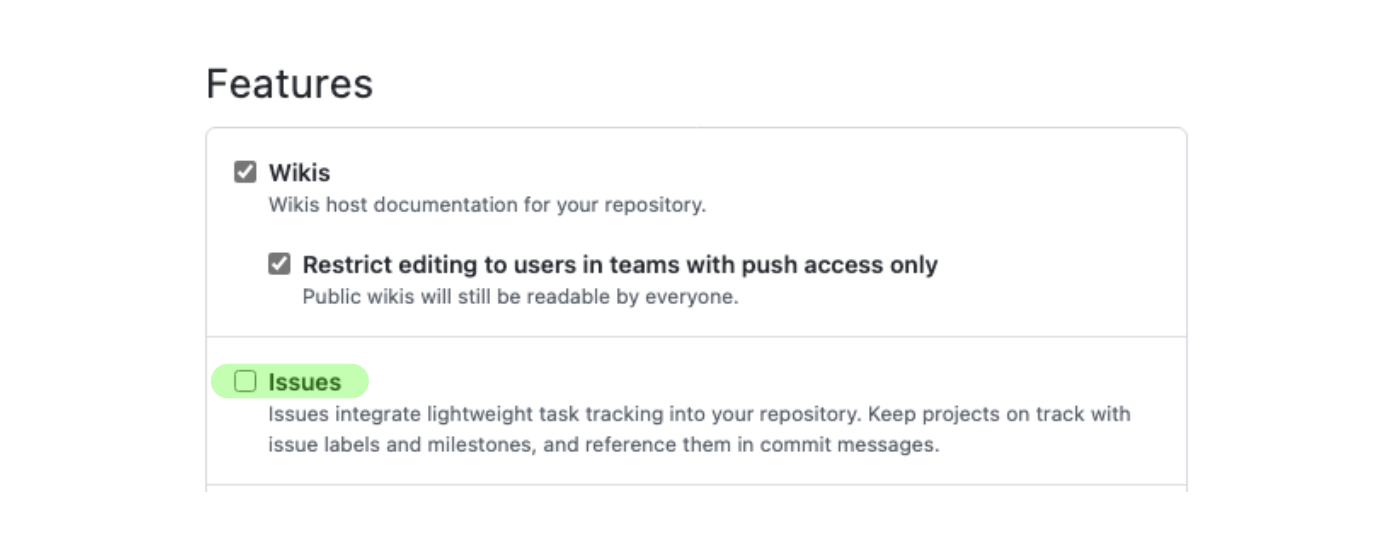 Features
Wikis
Wikis host documentation for your repository.
Restrict editing to users in teams with push access only
Public wikis will still be readable by everyone.
Issues
Issues integrate lightweight task tracking into your repository. Keep projects on track with
issue labels and milestones, and reference them in commit messages.